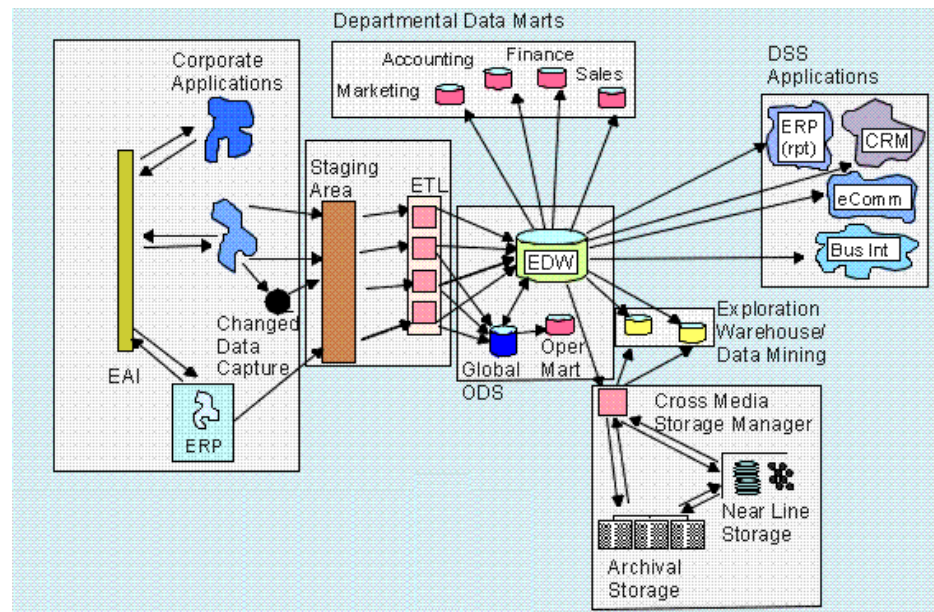 Departmental Data Marts
Corporate
Applications
Accounting
Finance
Marketing
Sales
DSS
Applications
ERP
(rpt)
CRM
eComm
Bus Int
Staging
Area
ETL
EDW
Changed
Data
Capture
EAI
ERP
Global
ODS
Oper
Mart
Exploration
Warehouse/
Data Mining
Cross Media
Storage Manager
Near Line
Storage
Archival
Storage